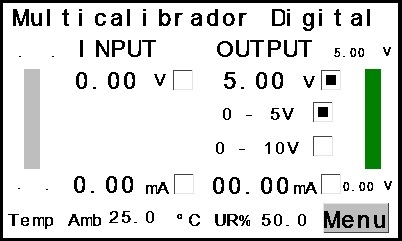 Multicalibrador Digital
INPUT OUTPUT 5.00 V
0.00 V 5.00 V
0 - 5V
0 - 10V
0.00 mA 00.00 mA 0.00 V
Temp Amb 25.0 °C UR% 50.0 Menu